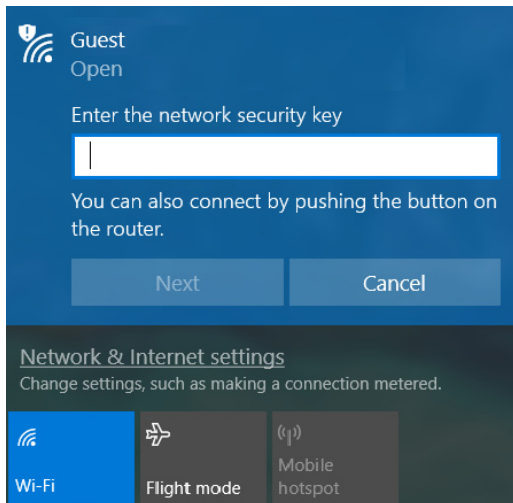 Guest
Open
Enter the network security key
You can also connect by pushing the button on
the router.
Next
Cancel
Network & Internet settings
Change settings, such as making a connection metered.
Wi-Fi
Flight mode
Mobile
hotspot